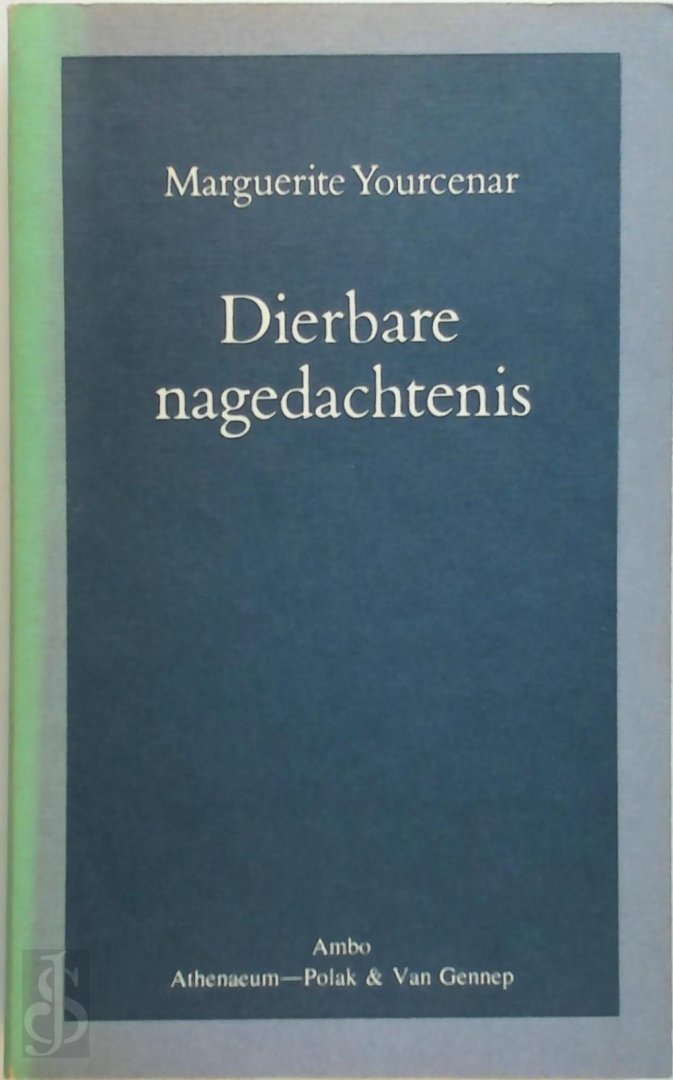 Marguerite Yourcenar
Dierbare
nagedachtenis
Ambo
Athenaeum—Polak & Van Gennep